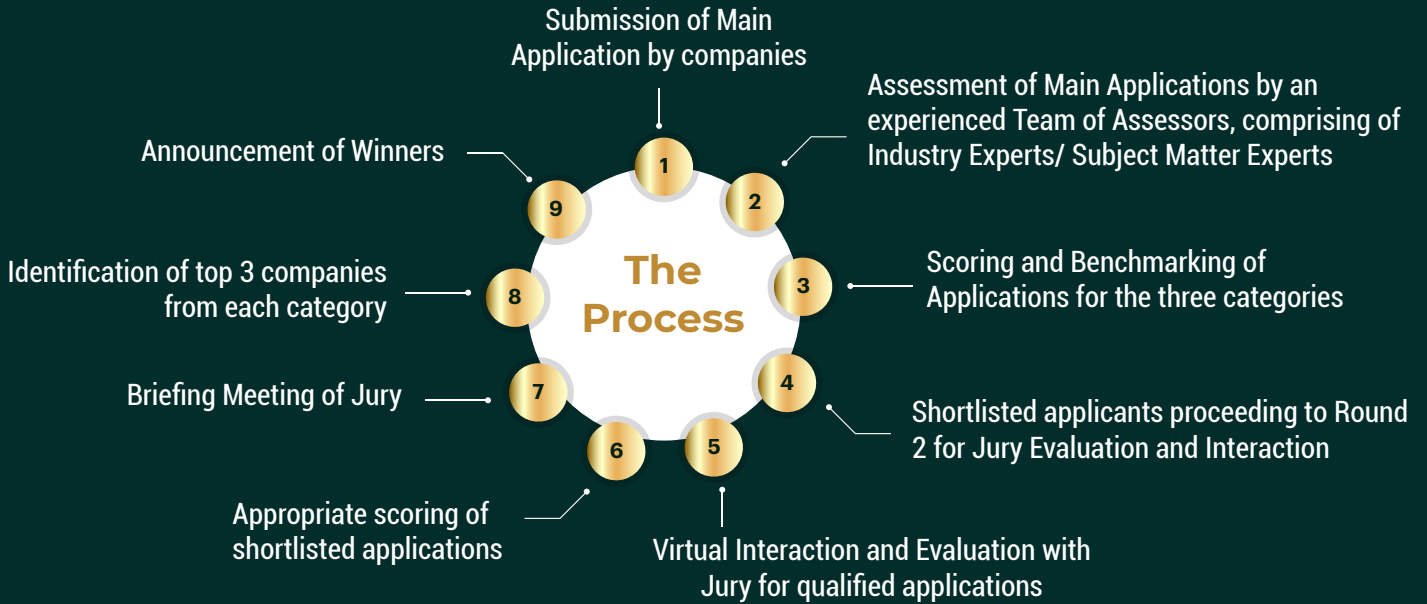 The
Process
1
Submission of Main
Application by companies
2
Assessment of Main Applications by an
experienced Team of Assessors, comprising of
Industry Experts/ Subject Matter Experts
3
Scoring and Benchmarking of
Applications for the three categories
4
Shortlisted applicants proceeding to Round
2 for Jury Evaluation and Interaction
5
Virtual Interaction and Evaluation with
Jury for qualified applications
6
Appropriate scoring of
shortlisted applications
7
Briefing Meeting of Jury
8
Identification of top 3 companies
from each category
9
Announcement of Winners